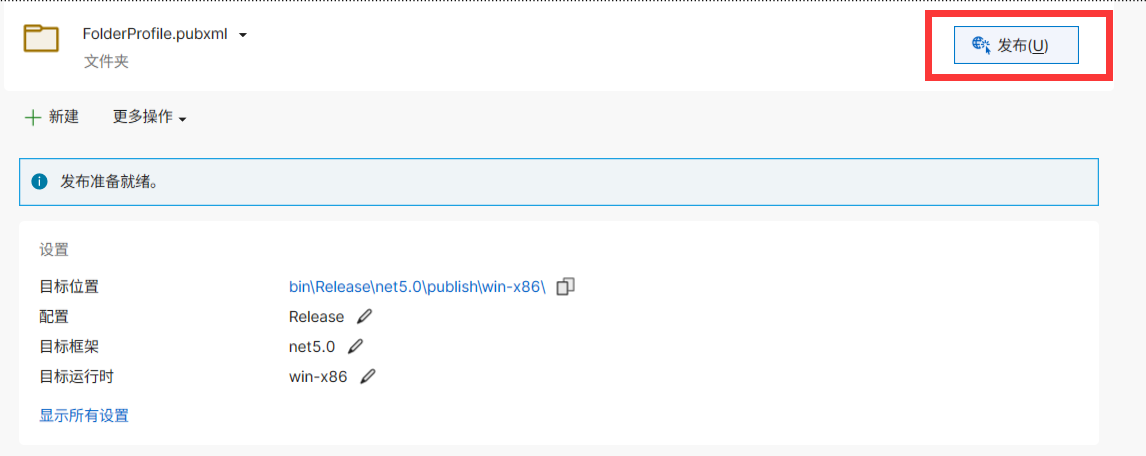 FolderProfile.pubxml
发布(U)
文件夹
新建 更多操作
发布准备就绪。
设置
目标位置 bin\Release\net5.0\publish\win-x86\
配置 Release
目标框架 net5.0
目标运行时 win-x86
显示所有设置